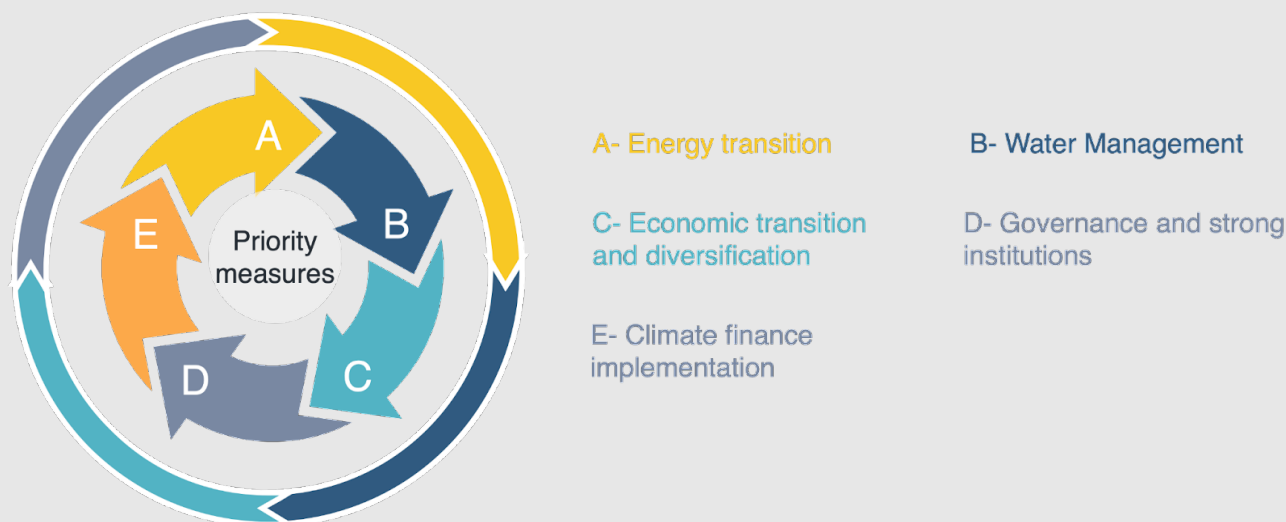 A
B
C
D
E
Priority
measures
A- Energy transition
B- Water Management
C- Economic transition
and diversification
D- Governance and strong
institutions
E- Climate finance
implementation